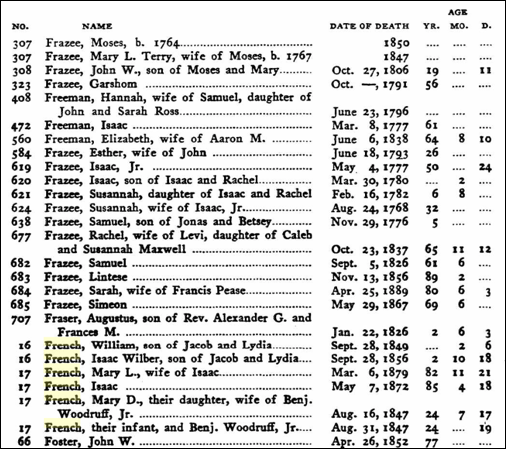 AGE
NO. NAME DATE OF DEATH YR. MO. D.
307 Frazee, Moses, b. 1764 1850 .... .... ....
307 Frazee, Mary L. Terry, wife of Moses, b. 1767 1847 .... .... ....
308 Frazee, John W., son of Moses and Mary Oct. 27, 1806 19 .... 11
323 Frazee, Garshom Oct. —, 1791 56 .... ....
408 Freeman, Hannah, wife of Samuel, daughter of
John and Sarah Ross June 23, 1796 .... .... ....
472 Freeman, Isaac Mar. 8, 1777 61 .... ....
560 Freeman, Elizabeth, wife of Aaron M. June 6, 1838 64 8 10
584 Frazee, Esther, wife of John June 18, 1793 26 .... ....
619 Frazee, Isaac, Jr. May 4, 1777 50 .... 24
620 Frazee, Isaac, son of Isaac and Rachel Mar. 30, 1780 .... 2 ....
621 Frazee, Susannah, daughter of Isaac and Rachel Feb. 16, 1782 6 8 ....
624 Frazee, Susannah, wife of Isaac, Jr Aug. 24, 1768 32 .... ....
638 Frazee, Samuel, son of Jonas and Betsey Nov. 29, 1776 5 .... ....
677 Frazee, Rachel, wife of Levi, daughter of Caleb
and Susannah Maxwell Oct. 23, 1837 65 11 12
682 Frazee, Samuel Sept. 5, 1826 61 6 ....
683 Frazee, Lintese Nov. 13, 1856 89 2 ....
684 Frazee, Sarah, wife of Francis Pease Apr. 25, 1889 80 6 3
685 Frazee, Simeon May 29, 1867 69 6 ....
707 Fraser, Augustus, son of Rev. Alexander G. and
Frances M. Jan. 22, 1826 2 6 3
16 French, William, son of Jacob and Lydia Sept. 28, 1849 .... 2 6
16 French, Isaac Wilber, son of Jacob and Lydia Sept. 28, 1856 2 10 18
17 French, Mary L., wife of Isaac Mar. 6, 1879 82 11 21
17 French, Isaac May 7, 1872 85 4 18
17 French, Mary D., their daughter, wife of Benj.
Woodruff, Jr. Aug. 16, 1847 24 7 17
17 French, their infant, and Benj. Woodruff, Jr. Aug. 31, 1847 .... .... 19
66 Foster, John W. Apr. 26, 1852 77 .... ....